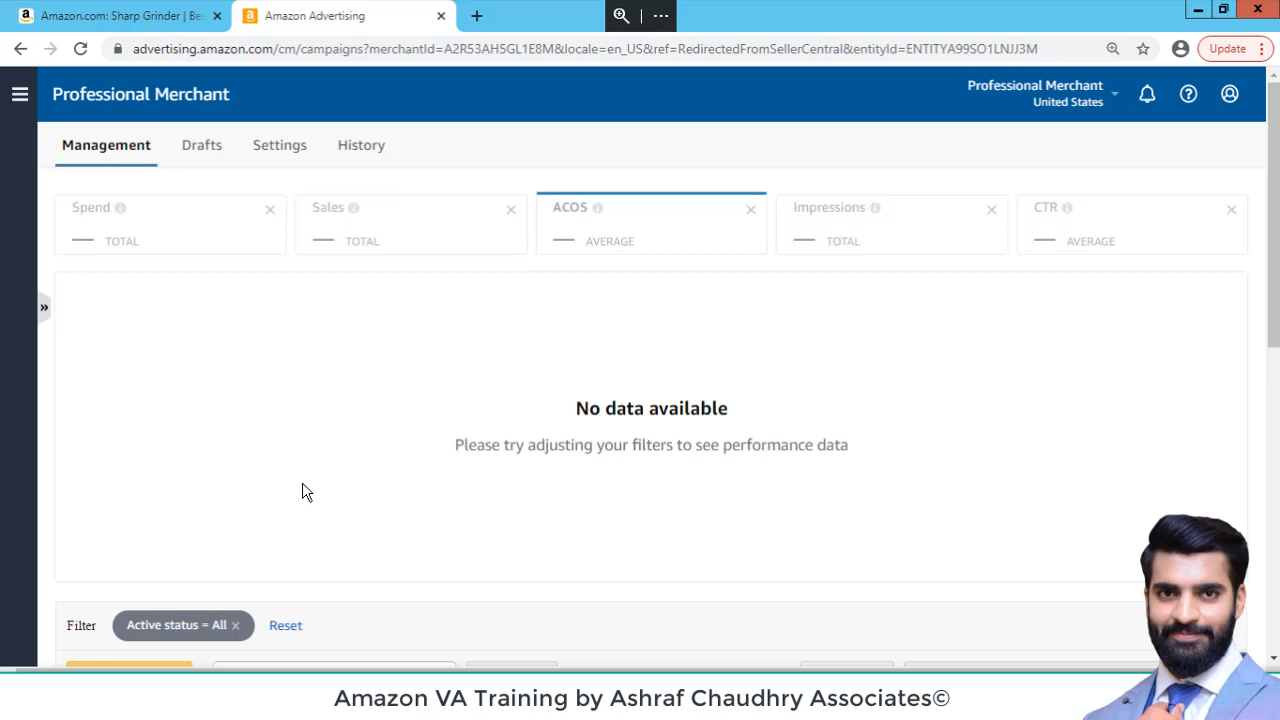 Amazon.com: Sharp Grinder | Be
Amazon Advertising
advertising.amazon.com/cm/campaigns?merchantId=A2R53AH5GL1E8M&locale=en_US&ref=RedirectedFromSellerCentral&entityId=ENTITYA99SO1LNJJ3M
Update
Professional Merchant
Professional Merchant
United States
Management Drafts Settings History
Spend Sales ACOS Impressions CTR
TOTAL TOTAL AVERAGE TOTAL AVERAGE
No data available
Please try adjusting your filters to see performance data
Filter Active status = All Reset
Amazon VA Training by Ashraf Chaudhry Associates©